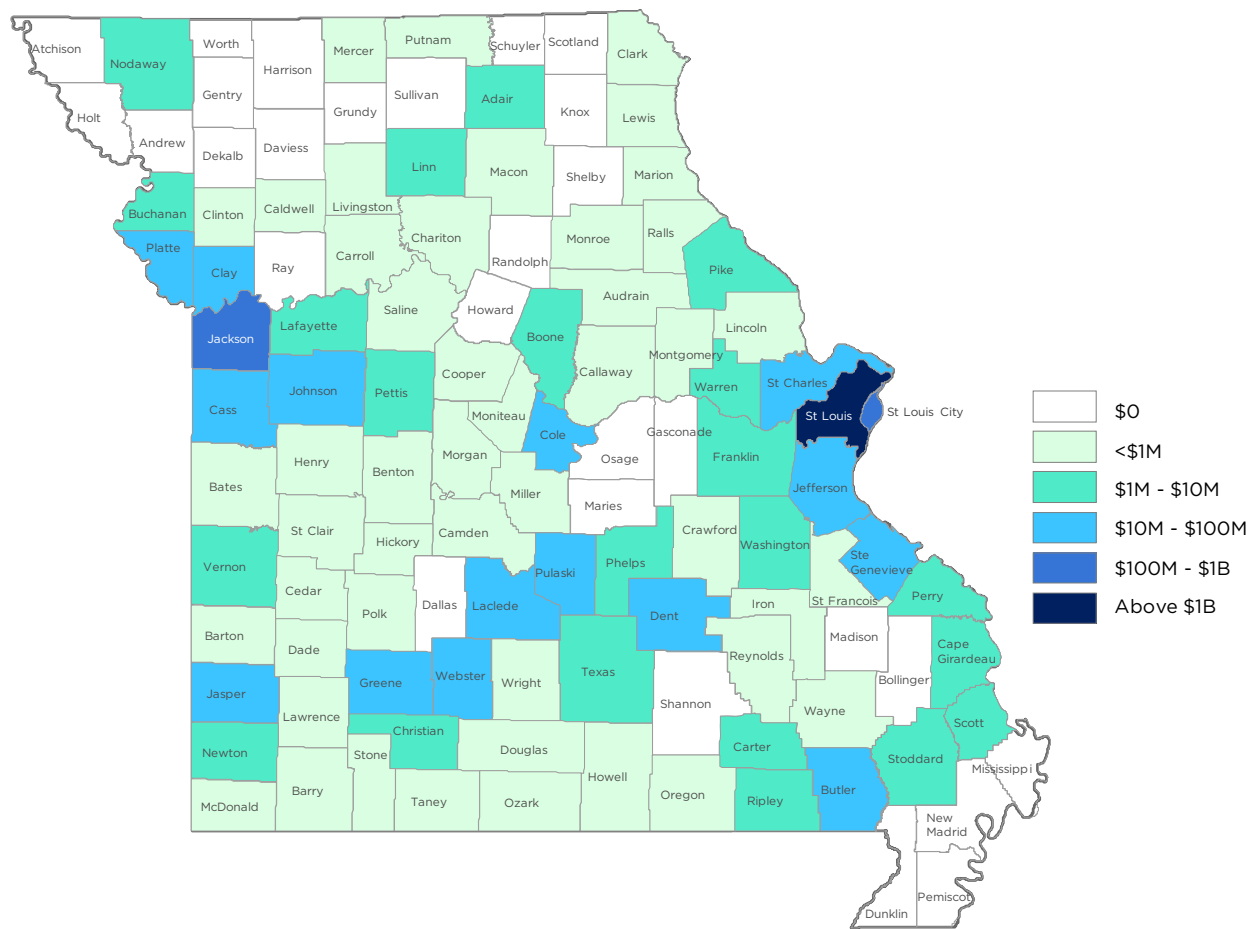 Atchison
Nodaway
Worth
Harrison
Mercer
Putnam
Schuyler
Scotland
Clark
Gentry
Sullivan
Adair
Knox
Lewis
Holt
Andrew
Grundy
Dekalb
Daviess
Linn
Macon
Shelby
Marion
Buchanan
Clinton
Caldwell
Livingston
Chariton
Monroe
Ralls
Platte
Clay
Ray
Carroll
Randolph
Pike
Jackson
Lafayette
Saline
Howard
Boone
Audrain
Lincoln
Cass
Johnson
Pettis
Cooper
Callaway
Montgomery
Warren
St Charles
Moniteau
Cole
Gasconade
St Louis
St Louis City
Bates
Henry
Benton
Morgan
Miller
Osage
Franklin
Jefferson
Maries
St Clair
Hickory
Camden
Crawford
Washington
Ste
Genevieve
Vernon
Cedar
Polk
Dallas
Laclede
Pulaski
Phelps
Dent
Iron
St Francois
Perry
Barton
Dade
Madison
Cape
Girardeau
Jasper
Greene
Webster
Wright
Texas
Reynolds
Bollinger
Shannon
Wayne
Scott
Lawrence
Newton
Christian
Stone
Douglas
Howell
Carter
Stoddard
Mississippi
McDonald
Barry
Taney
Ozark
Oregon
Ripley
Butler
New
Madrid
Pemiscot
Dunklin
$0
<$1M
$1M - $10M
$10M - $100M
$100M - $1B
Above $1B